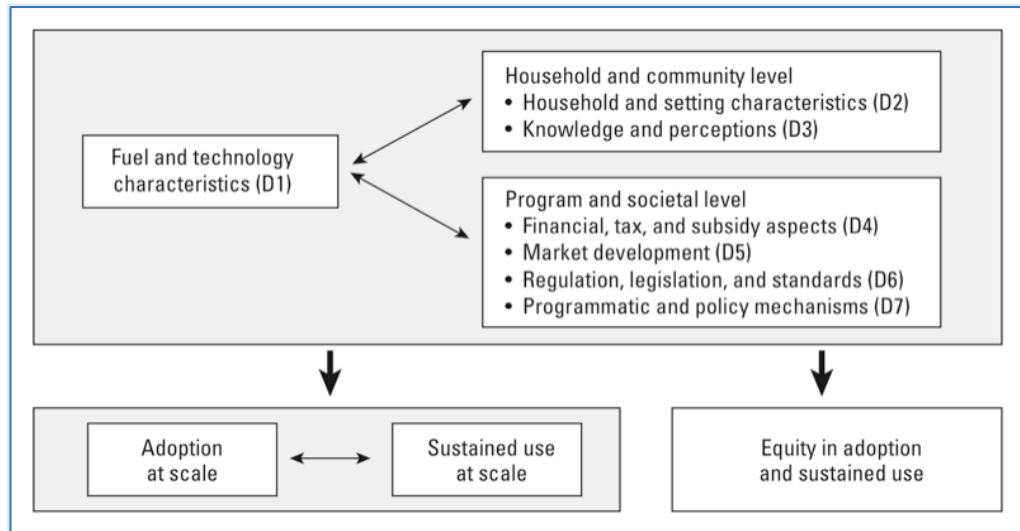 Household and community level
• Household and setting characteristics (D2)
• Knowledge and perceptions (D3)
Fuel and technology
characteristics (D1)
Program and societal level
• Financial, tax, and subsidy aspects (D4)
• Market development (D5)
• Regulation, legislation, and standards (D6)
• Programmatic and policy mechanisms (D7)
Adoption
at scale
Sustained use
at scale
Equity in adoption
and sustained use